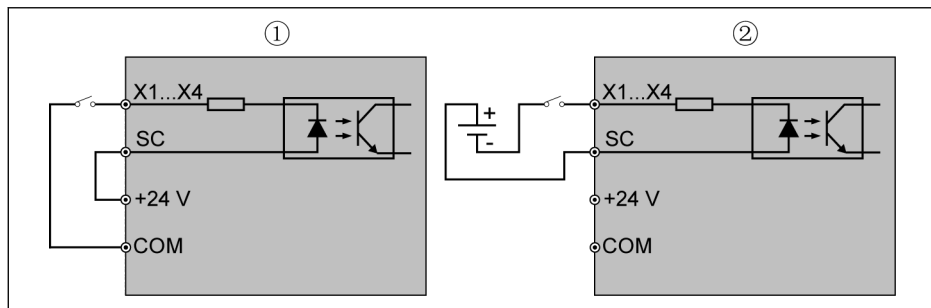 ① ②
X1...X4 X1...X4
+
SC - SC
+24 V +24 V
COM COM